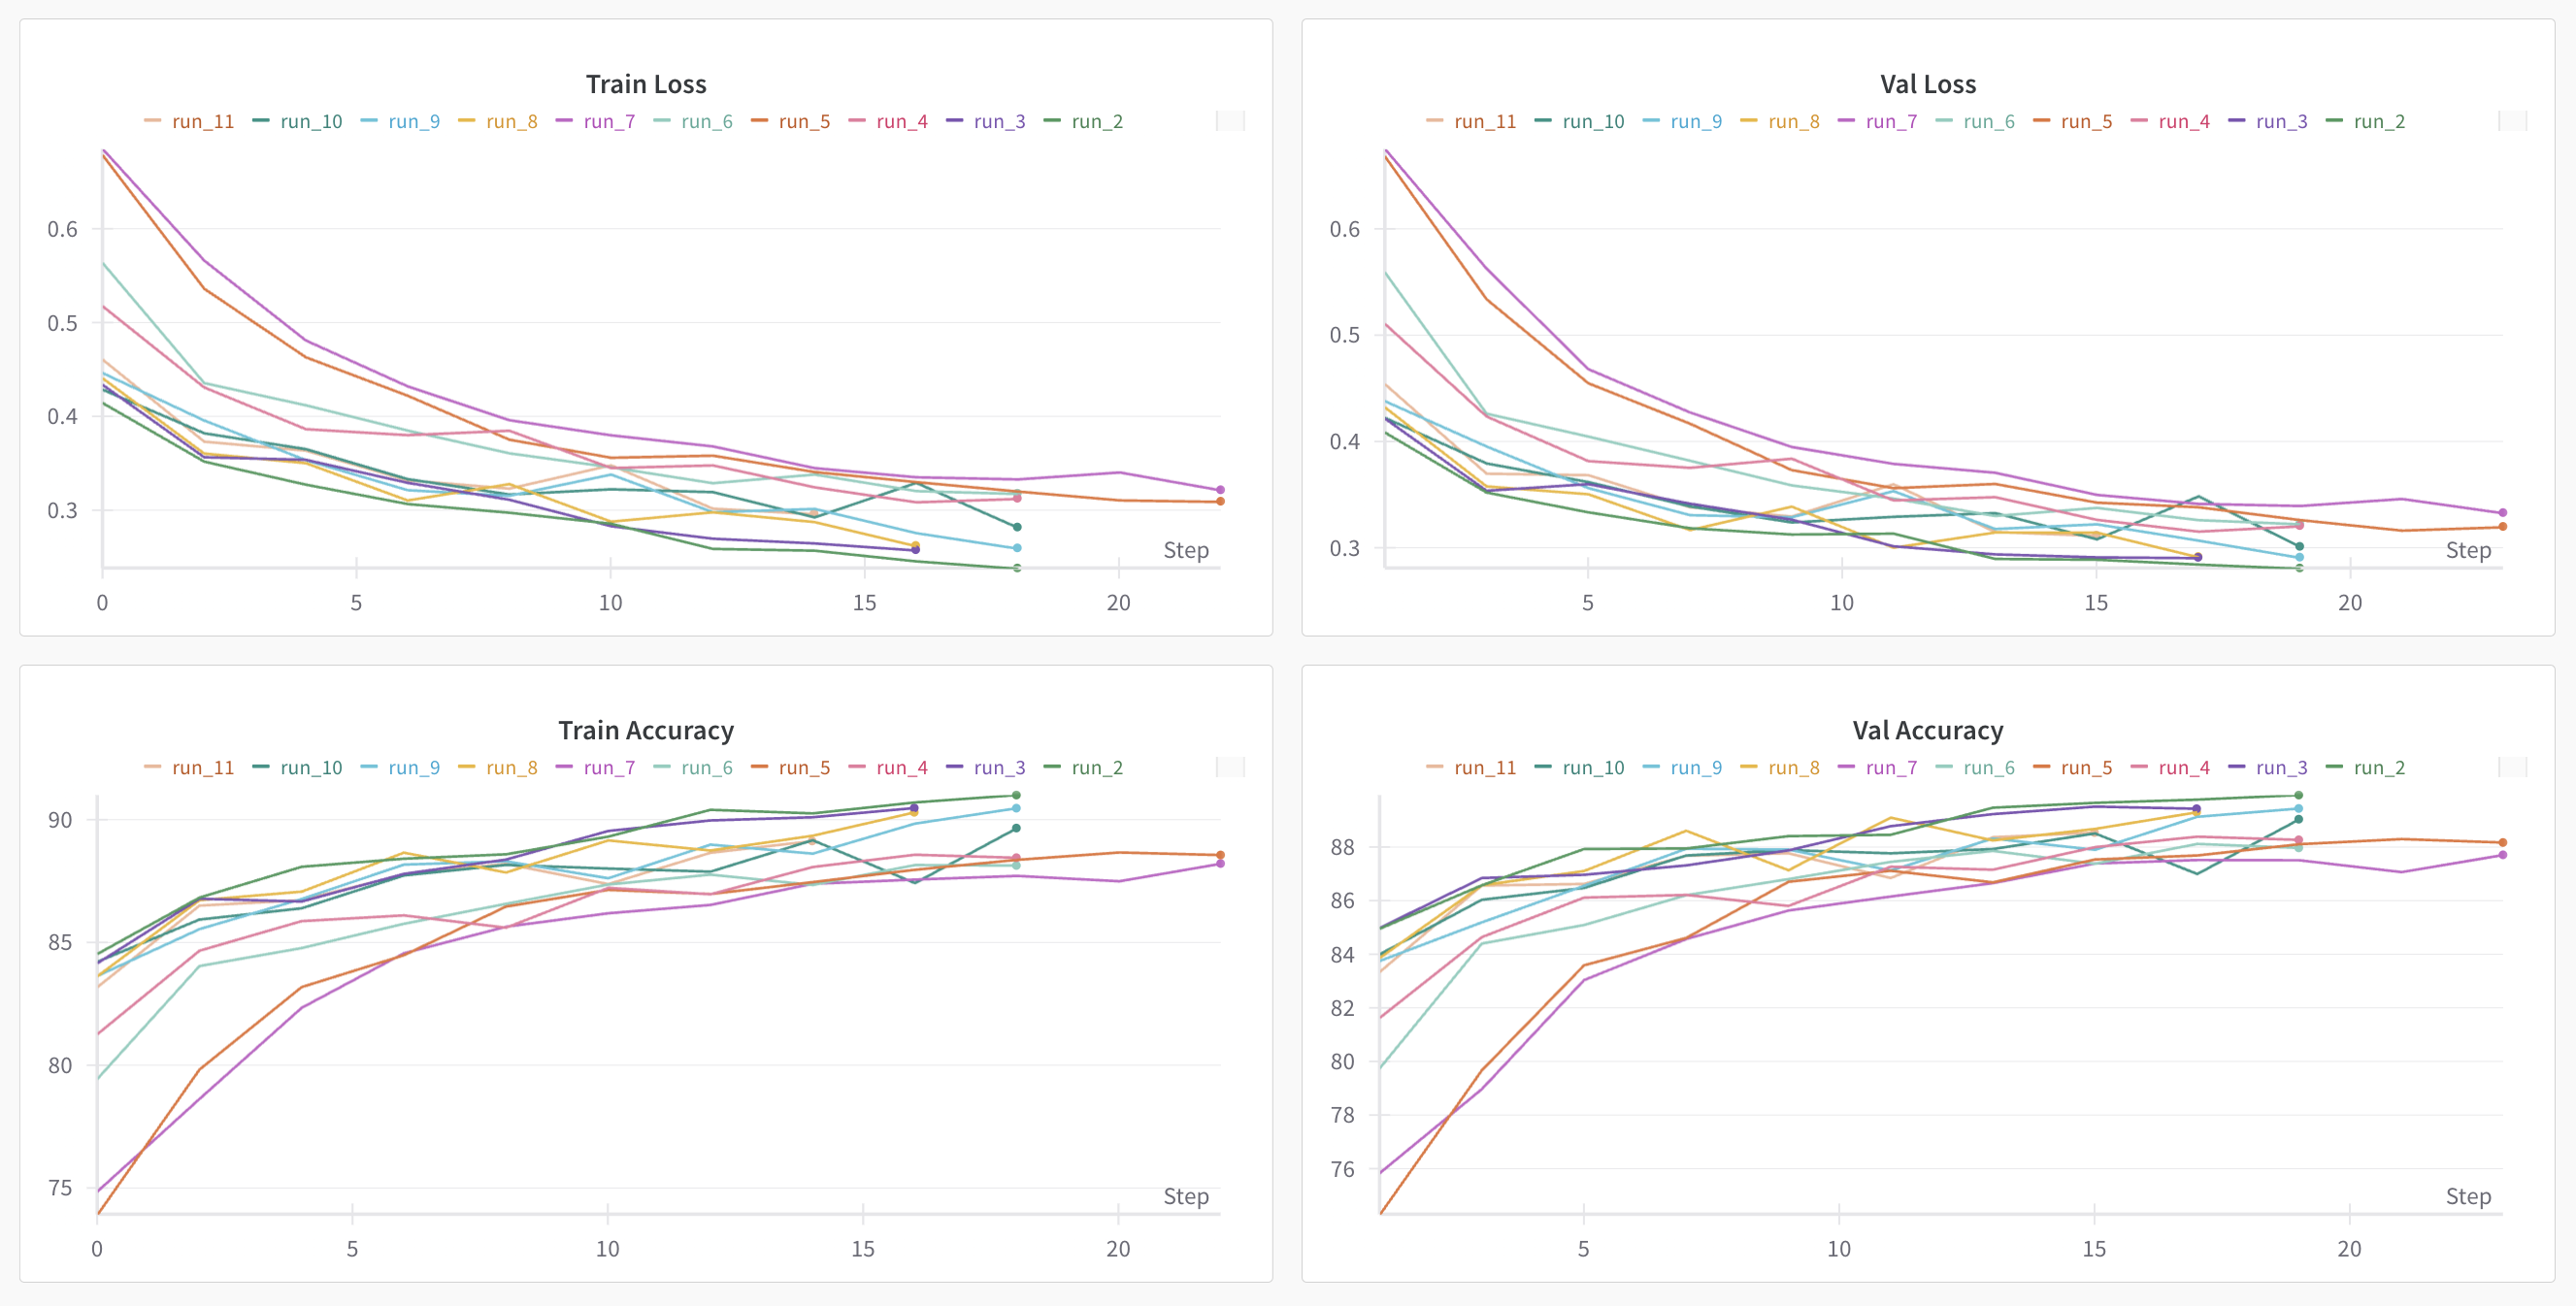 Train Loss
run_11 run_10 run_9 run_8 run_7 run_6 run_5 run_4 run_3 run_2
0.6
0.5
0.4
0.3
Step
0 5 10 15 20
Val Loss
run_11 run_10 run_9 run_8 run_7 run_6 run_5 run_4 run_3 run_2
0.6
0.5
0.4
0.3
Step
5 10 15 20
Train Accuracy
run_11 run_10 run_9 run_8 run_7 run_6 run_5 run_4 run_3 run_2
90
85
80
75
Step
0 5 10 15 20
Val Accuracy
run_11 run_10 run_9 run_8 run_7 run_6 run_5 run_4 run_3 run_2
88
86
84
82
80
78
76
Step
5 10 15 20